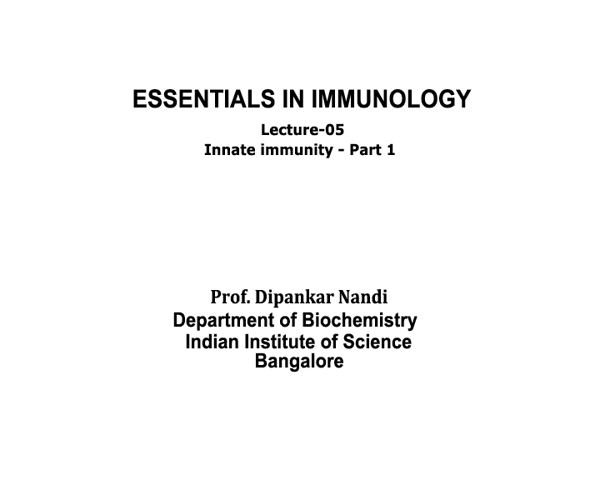 ESSENTIALS IN IMMUNOLOGY
Lecture-05
Innate immunity - Part 1
Prof. Dipankar Nandi
Department of Biochemistry
Indian Institute of Science
Bangalore